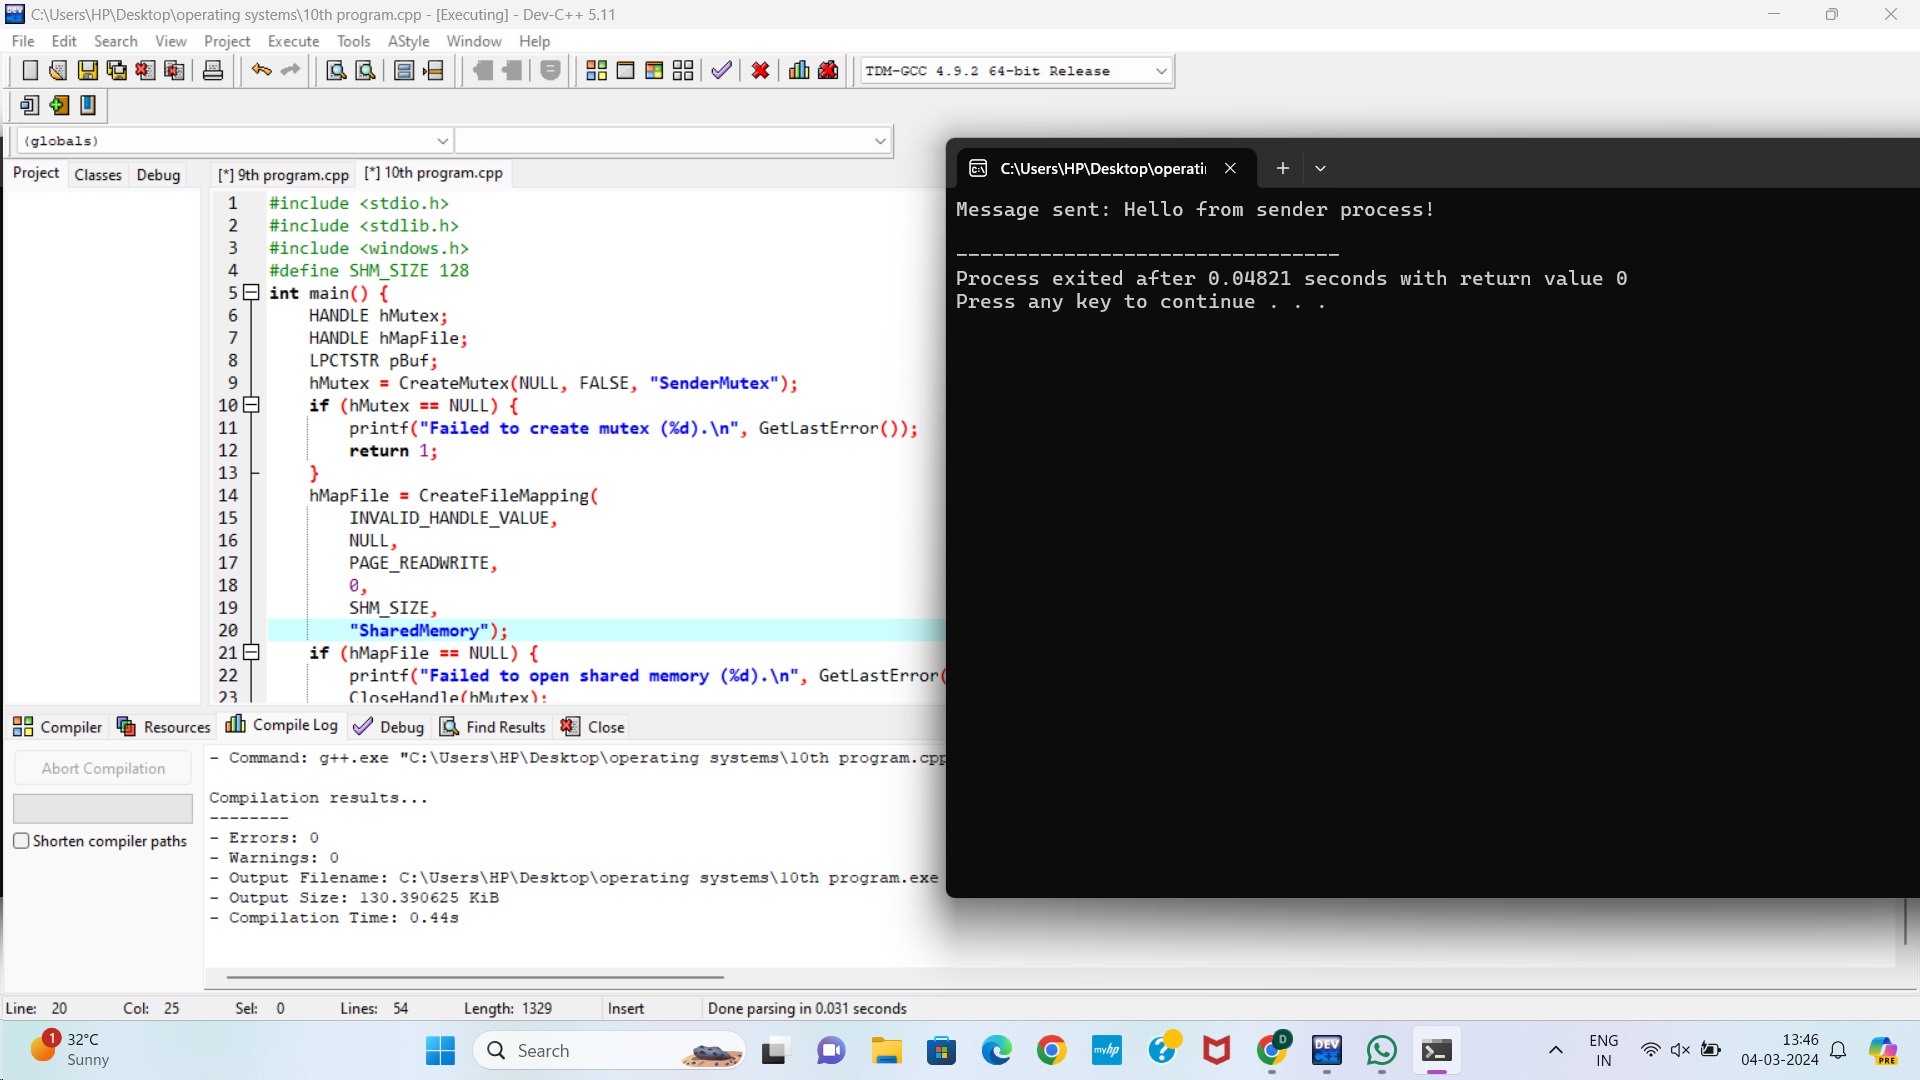 C:\Users\HP\Desktop\operating systems\10th program.cpp - [Executing] - Dev-C++ 5.11
File Edit Search View Project Execute Tools AStyle Window Help
TDM-GCC 4.9.2 64-bit Release
(globals)
Project Classes Debug
[*] 9th program.cpp [*] 10th program.cpp
1 #include <stdio.h>
2 #include <stdlib.h>
3 #include <windows.h>
4 #define SHM_SIZE 128
5 int main() {
6 HANDLE hMutex;
7 HANDLE hMapFile;
8 LPCTSTR pBuf;
9 hMutex = CreateMutex(NULL, FALSE, "SenderMutex");
10 if (hMutex == NULL) {
11 printf("Failed to create mutex (%d).\n", GetLastError());
12 return 1;
13 }
14 hMapFile = CreateFileMapping(
15 INVALID_HANDLE_VALUE,
16 NULL,
17 PAGE_READWRITE,
18 0,
19 SHM_SIZE,
20 "SharedMemory");
21 if (hMapFile == NULL) {
22 printf("Failed to open shared memory (%d).\n", GetLastError(
23 CloseHandle(hMutex);
C:\Users\HP\Desktop\operati
Message sent: Hello from sender process!
--------------------------------
Process exited after 0.04821 seconds with return value 0
Press any key to continue . . .
Compiler Resources Compile Log Debug Find Results Close
Abort Compilation
Shorten compiler paths
- Command: g++.exe "C:\Users\HP\Desktop\operating systems\10th program.cpp
Compilation results...
--------
- Errors: 0
- Warnings: 0
- Output Filename: C:\Users\HP\Desktop\operating systems\10th program.exe
- Output Size: 130.390625 KiB
- Compilation Time: 0.44s
Line: 20 Col: 25 Sel: 0 Lines: 54 Length: 1329 Insert Done parsing in 0.031 seconds
1
32°C
Sunny
Search
myhp
D
DEV
C++
ENG
IN
13:46
04-03-2024
PRE